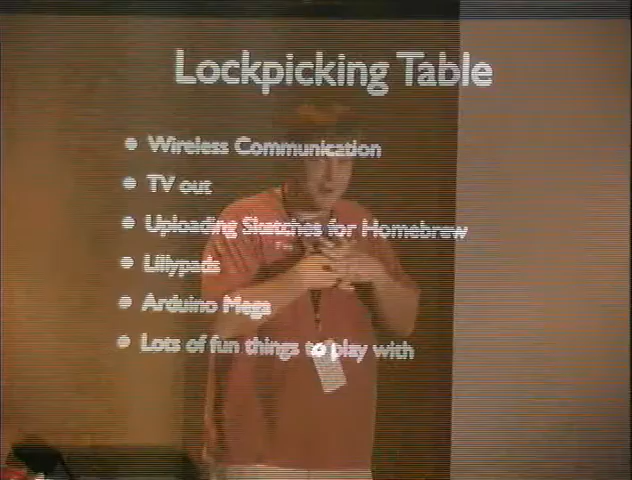 Lockpicking Table
Wireless Communication
TV out
Uploading Sketches for Homebrew
Lillypads
Arduino Mega
Lots of fun things to play with